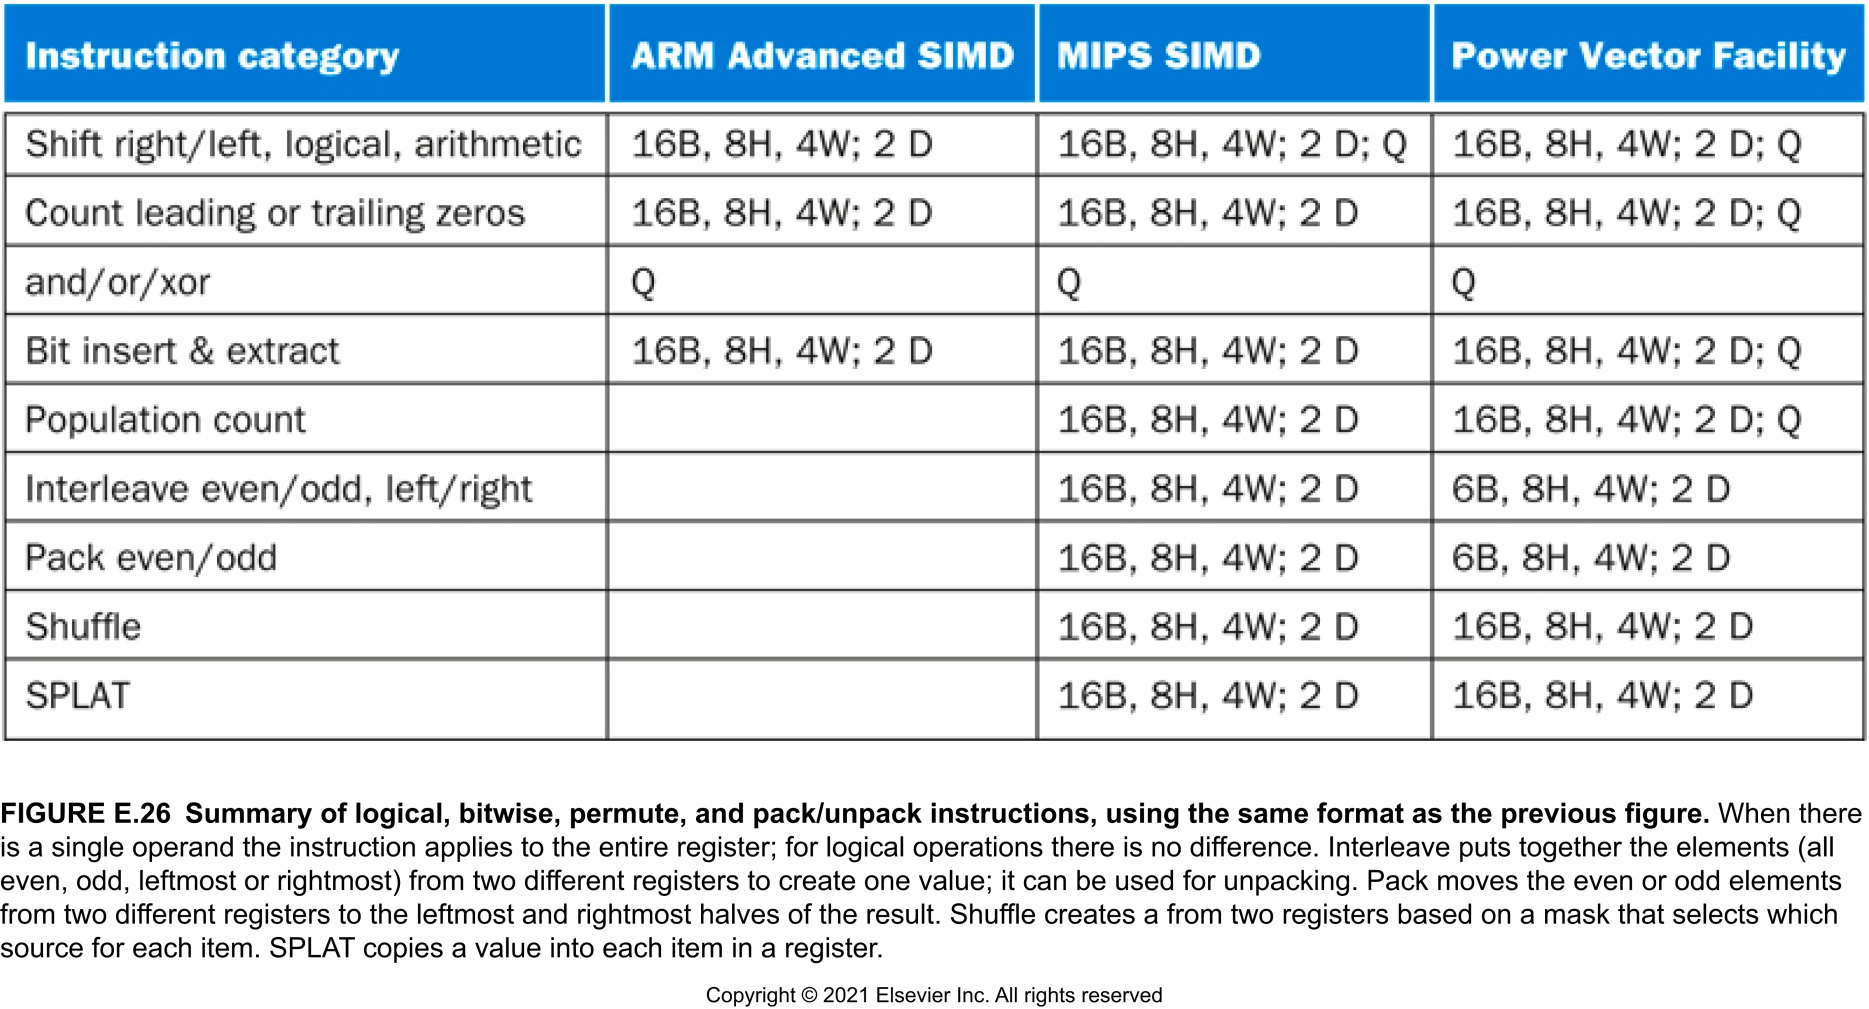 Instruction category ARM Advanced SIMD MIPS SIMD Power Vector Facility
Shift right/left, logical, arithmetic 16B, 8H, 4W; 2 D 16B, 8H, 4W; 2 D; Q 16B, 8H, 4W; 2 D; Q
Count leading or trailing zeros 16B, 8H, 4W; 2 D 16B, 8H, 4W; 2 D 16B, 8H, 4W; 2 D; Q
and/or/xor Q Q Q
Bit insert & extract 16B, 8H, 4W; 2 D 16B, 8H, 4W; 2 D 16B, 8H, 4W; 2 D; Q
Population count 16B, 8H, 4W; 2 D 16B, 8H, 4W; 2 D; Q
Interleave even/odd, left/right 16B, 8H, 4W; 2 D 6B, 8H, 4W; 2 D
Pack even/odd 16B, 8H, 4W; 2 D 6B, 8H, 4W; 2 D
Shuffle 16B, 8H, 4W; 2 D 16B, 8H, 4W; 2 D
SPLAT 16B, 8H, 4W; 2 D 16B, 8H, 4W; 2 D
FIGURE E.26 Summary of logical, bitwise, permute, and pack/unpack instructions, using the same format as the previous figure. When there
is a single operand the instruction applies to the entire register; for logical operations there is no difference. Interleave puts together the elements (all
even, odd, leftmost or rightmost) from two different registers to create one value; it can be used for unpacking. Pack moves the even or odd elements
from two different registers to the leftmost and rightmost halves of the result. Shuffle creates a from two registers based on a mask that selects which
source for each item. SPLAT copies a value into each item in a register.
Copyright © 2021 Elsevier Inc. All rights reserved